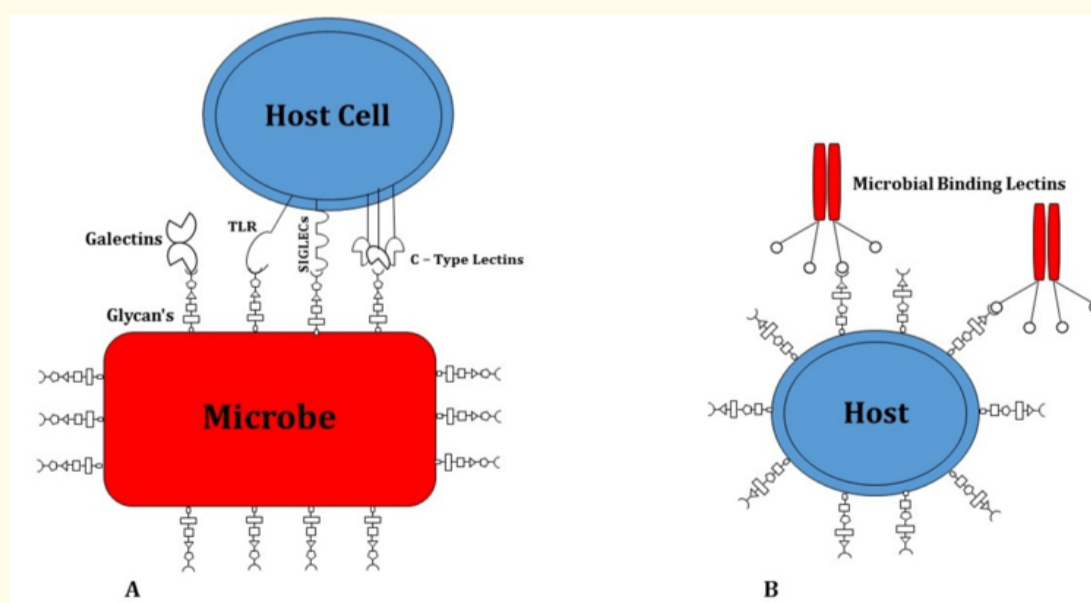 Host Cell
TLR
SIGLECs
Galectins
C – Type Lectins
Glycan's
Microbe
A
Microbial Binding Lectins
Host
B